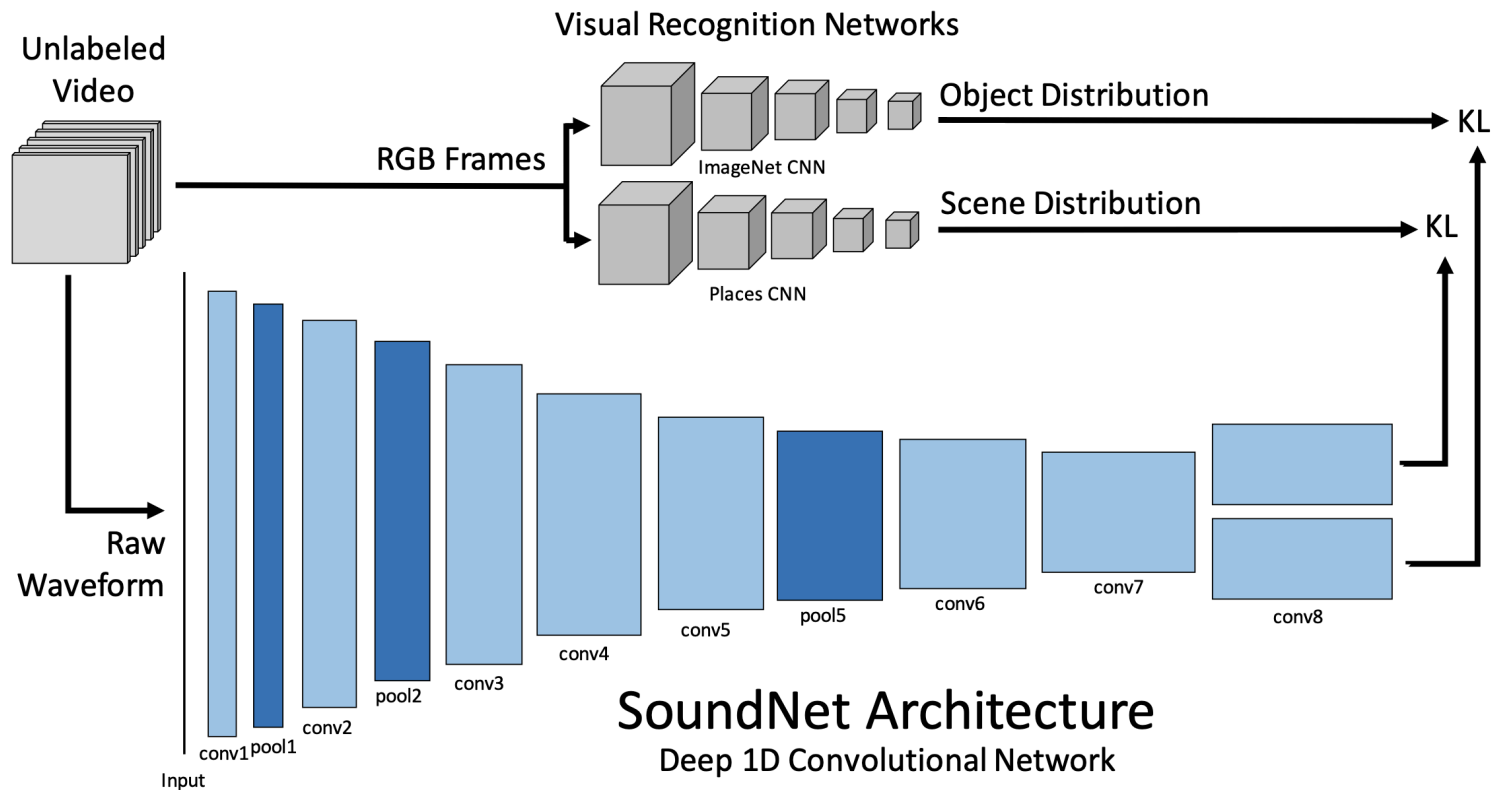 Visual Recognition Networks
Unlabeled
Video
Object Distribution
KL
RGB Frames
ImageNet CNN
Scene Distribution
KL
Places CNN
Raw
Waveform
Input
conv1
pool1
conv2
pool2
conv3
conv4
conv5
pool5
conv6
conv7
conv8
SoundNet Architecture
Deep 1D Convolutional Network